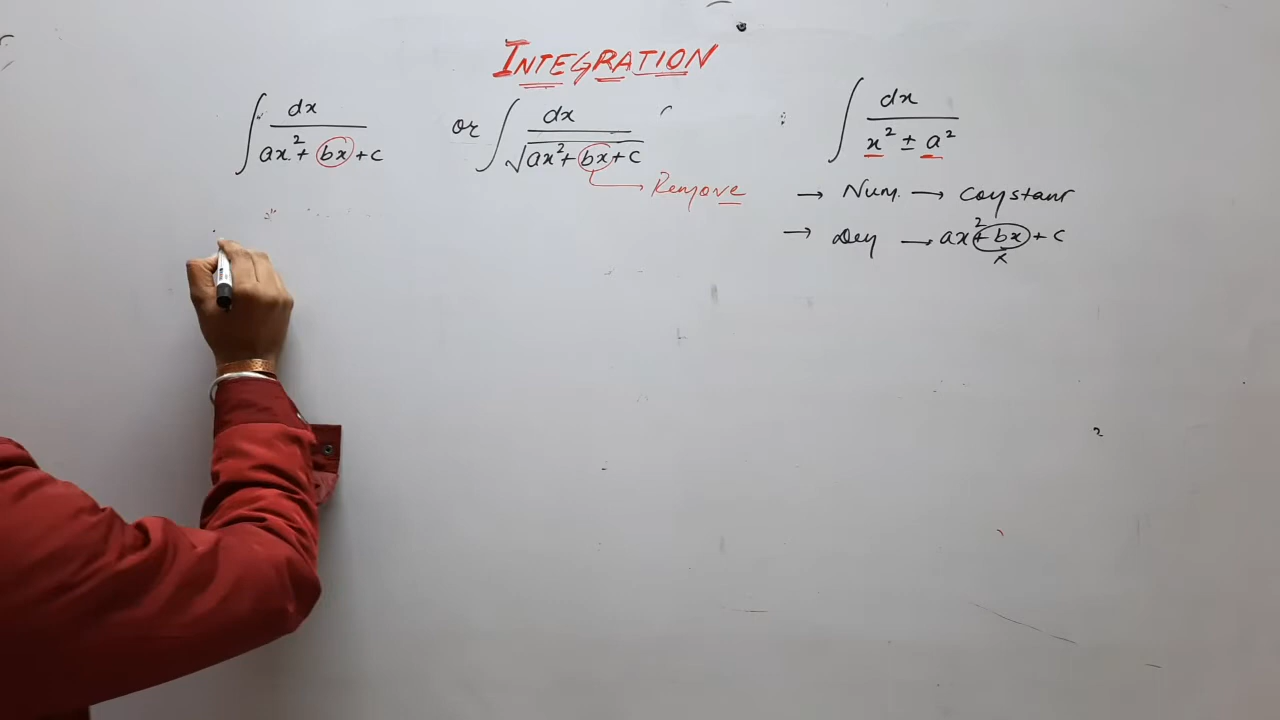 INTEGRATION
∫ dx / (ax² + bx + c) or ∫ dx / √(ax² + bx + c)
→ Remove
∫ dx / (x² ± a²)
→ Num. → constant
→ Den → ax² + bx + c
x